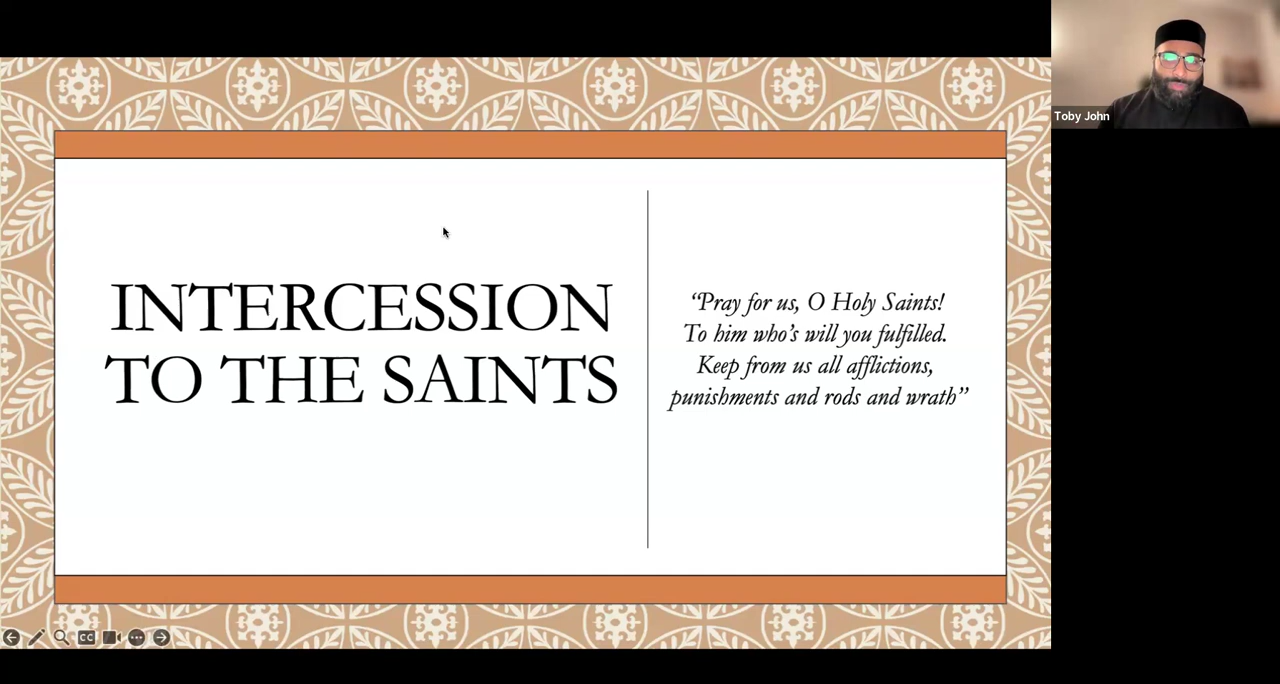 INTERCESSION
TO THE SAINTS
“Pray for us, O Holy Saints!
To him who’s will you fulfilled.
Keep from us all afflictions,
punishments and rods and wrath”
Toby John
CC